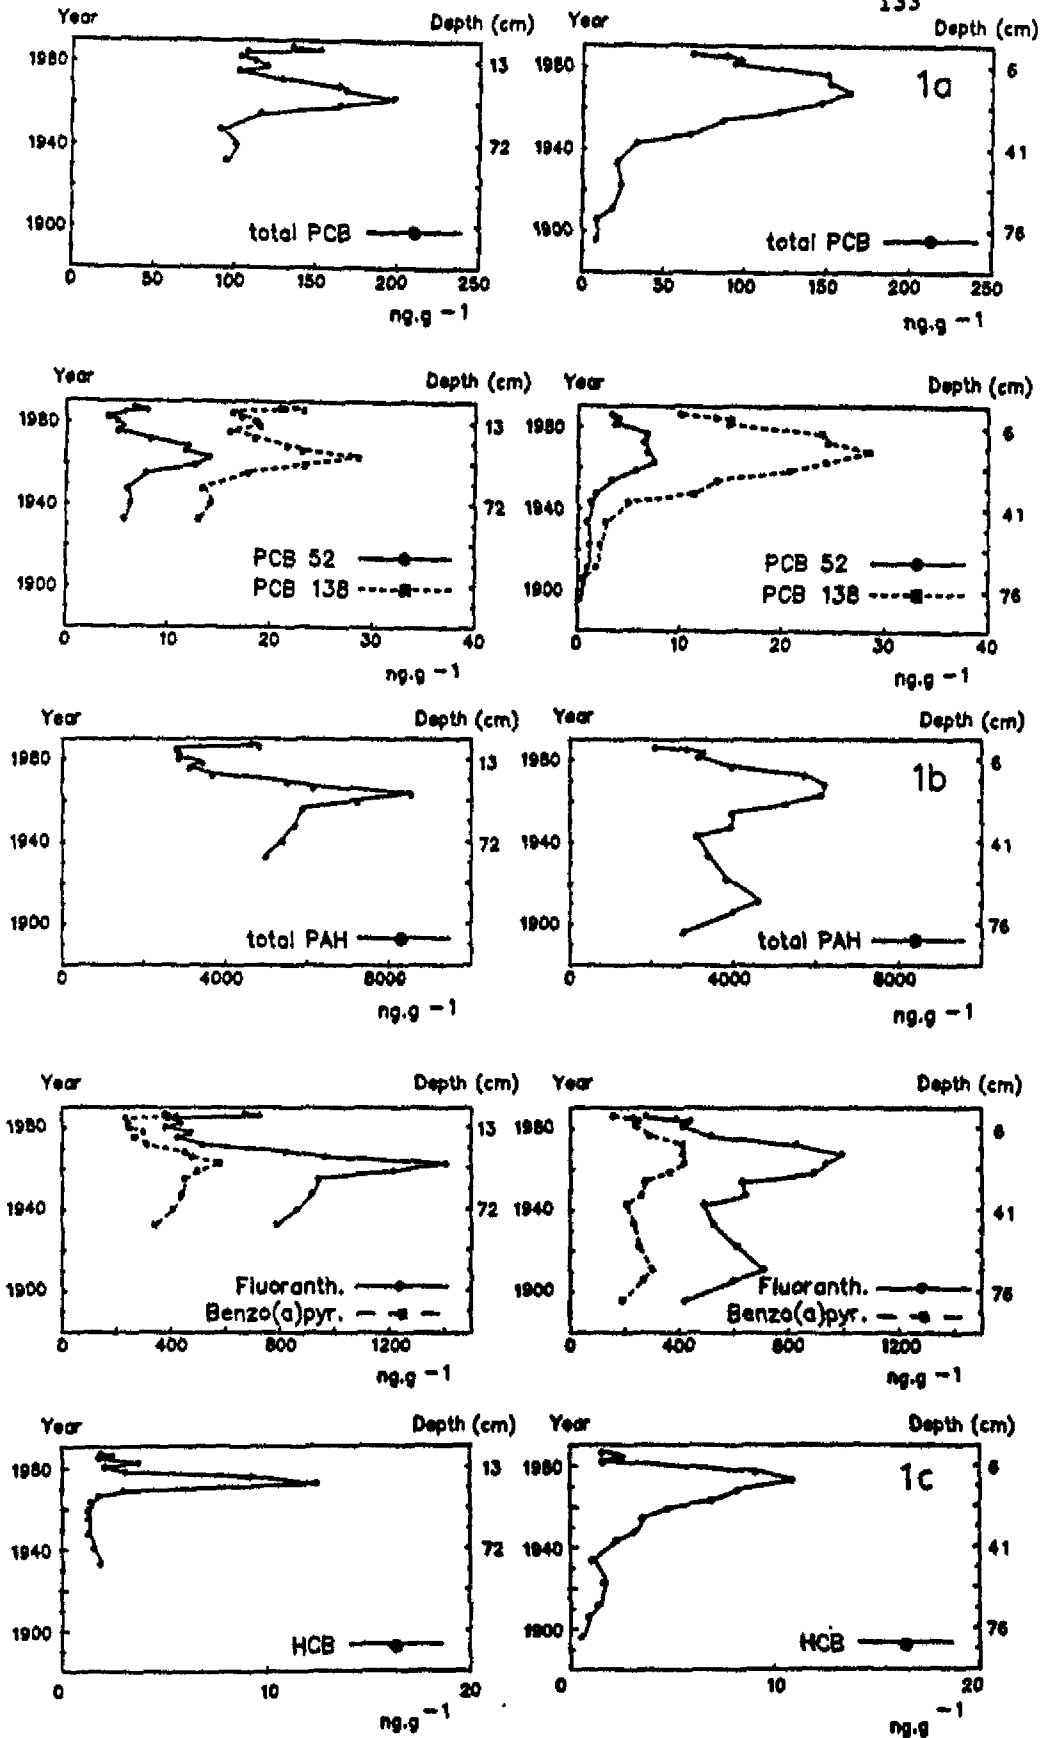 133
Year Depth (cm) Year Depth (cm)
1980 13 1980 6
1a
1940 72 1940 41
1900 1900 76
total PCB total PCB
0 50 100 150 200 250 0 50 100 150 200 250
ng.g -1 ng.g -1
Year Depth (cm) Year Depth (cm)
1980 13 1980 6
1940 72 1940 41
PCB 52 PCB 52
1900 PCB 138 1900 PCB 138 76
0 10 20 30 40 0 10 20 30 40
ng.g -1 ng.g -1
Year Depth (cm) Year Depth (cm)
1980 13 1980 6
1b
1940 72 1940 41
1900 1900 76
total PAH total PAH
0 4000 8000 0 4000 8000
ng.g -1 ng.g -1
Year Depth (cm) Year Depth (cm)
1980 13 1980 6
1940 72 1940 41
1900 Fluoranth. 1900 Fluoranth. 76
Benzo(a)pyr. Benzo(a)pyr.
0 400 800 1200 0 400 800 1200
ng.g -1 ng.g -1
Year Depth (cm) Year Depth (cm)
1980 13 1980 6
1c
1940 72 1940 41
1900 1900 76
HCB HCB
0 10 20 0 10 20
ng.g -1 ng.g -1